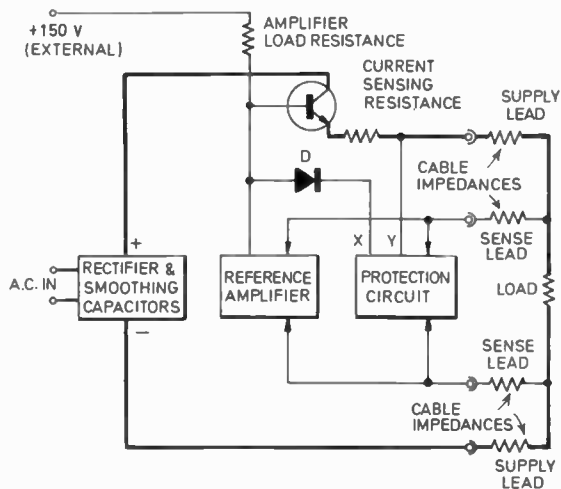 +150 V
(EXTERNAL)
AMPLIFIER
LOAD RESISTANCE
CURRENT
SENSING
RESISTANCE
SUPPLY
LEAD
CABLE
IMPEDANCES
D
X
Y
SENSE
LEAD
+
A.C. IN
RECTIFIER &
SMOOTHING
CAPACITORS
−
REFERENCE
AMPLIFIER
PROTECTION
CIRCUIT
LOAD
SENSE
LEAD
CABLE
IMPEDANCES
SUPPLY
LEAD